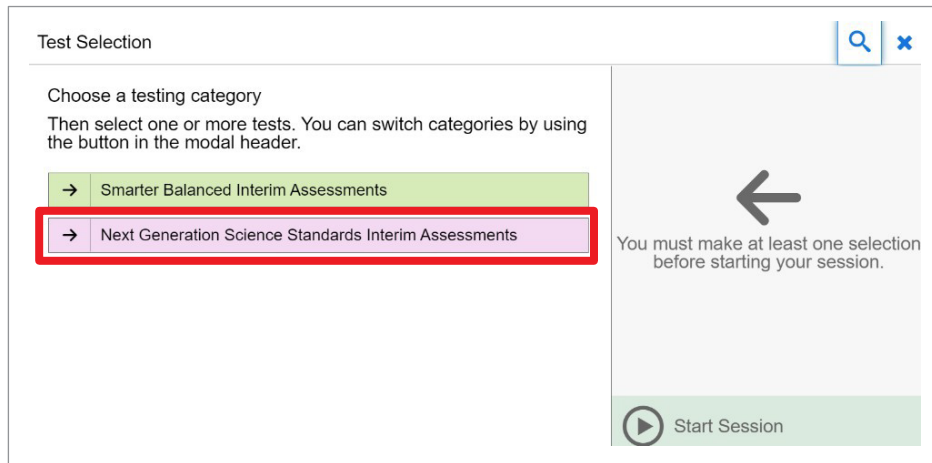 Test Selection
Choose a testing category
Then select one or more tests. You can switch categories by using
the button in the modal header.
Smarter Balanced Interim Assessments
Next Generation Science Standards Interim Assessments
You must make at least one selection
before starting your session.
Start Session